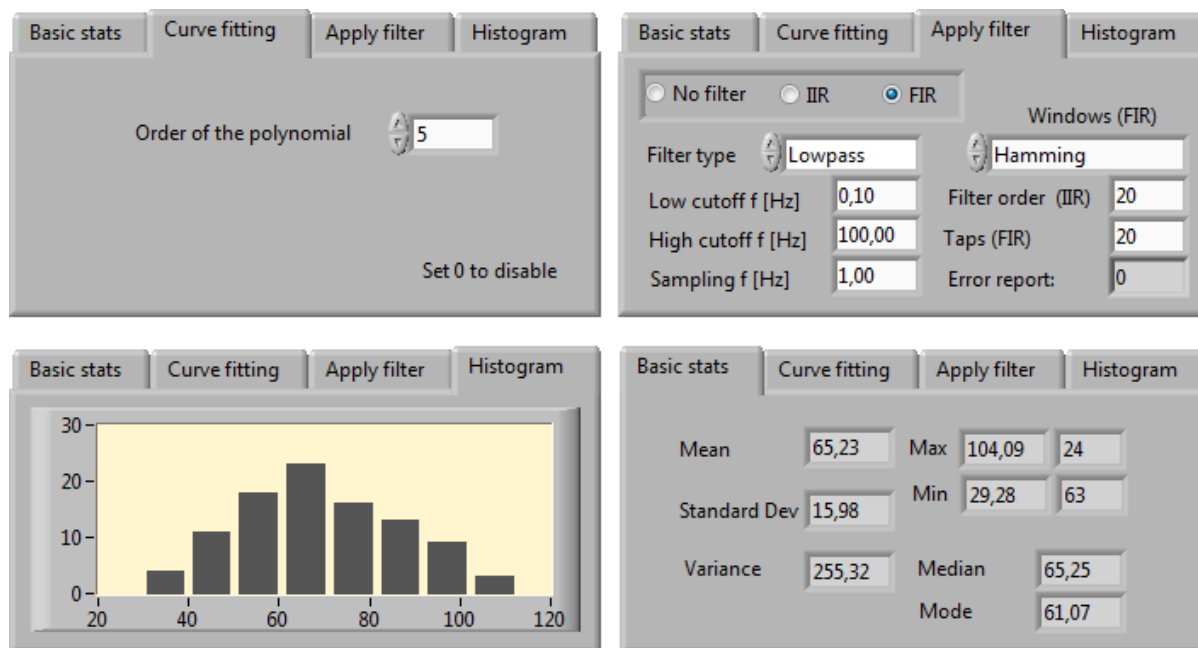 Basic stats Curve fitting Apply filter Histogram
Order of the polynomial 5
Set 0 to disable
Basic stats Curve fitting Apply filter Histogram
No filter IIR FIR
Windows (FIR)
Filter type Lowpass Hamming
Low cutoff f [Hz] 0,10 Filter order (IIR) 20
High cutoff f [Hz] 100,00 Taps (FIR) 20
Sampling f [Hz] 1,00 Error report: 0
Basic stats Curve fitting Apply filter Histogram
30
20
10
0
20 40 60 80 100 120
Basic stats Curve fitting Apply filter Histogram
Mean 65,23 Max 104,09 24
Min 29,28 63
Standard Dev 15,98
Variance 255,32 Median 65,25
Mode 61,07